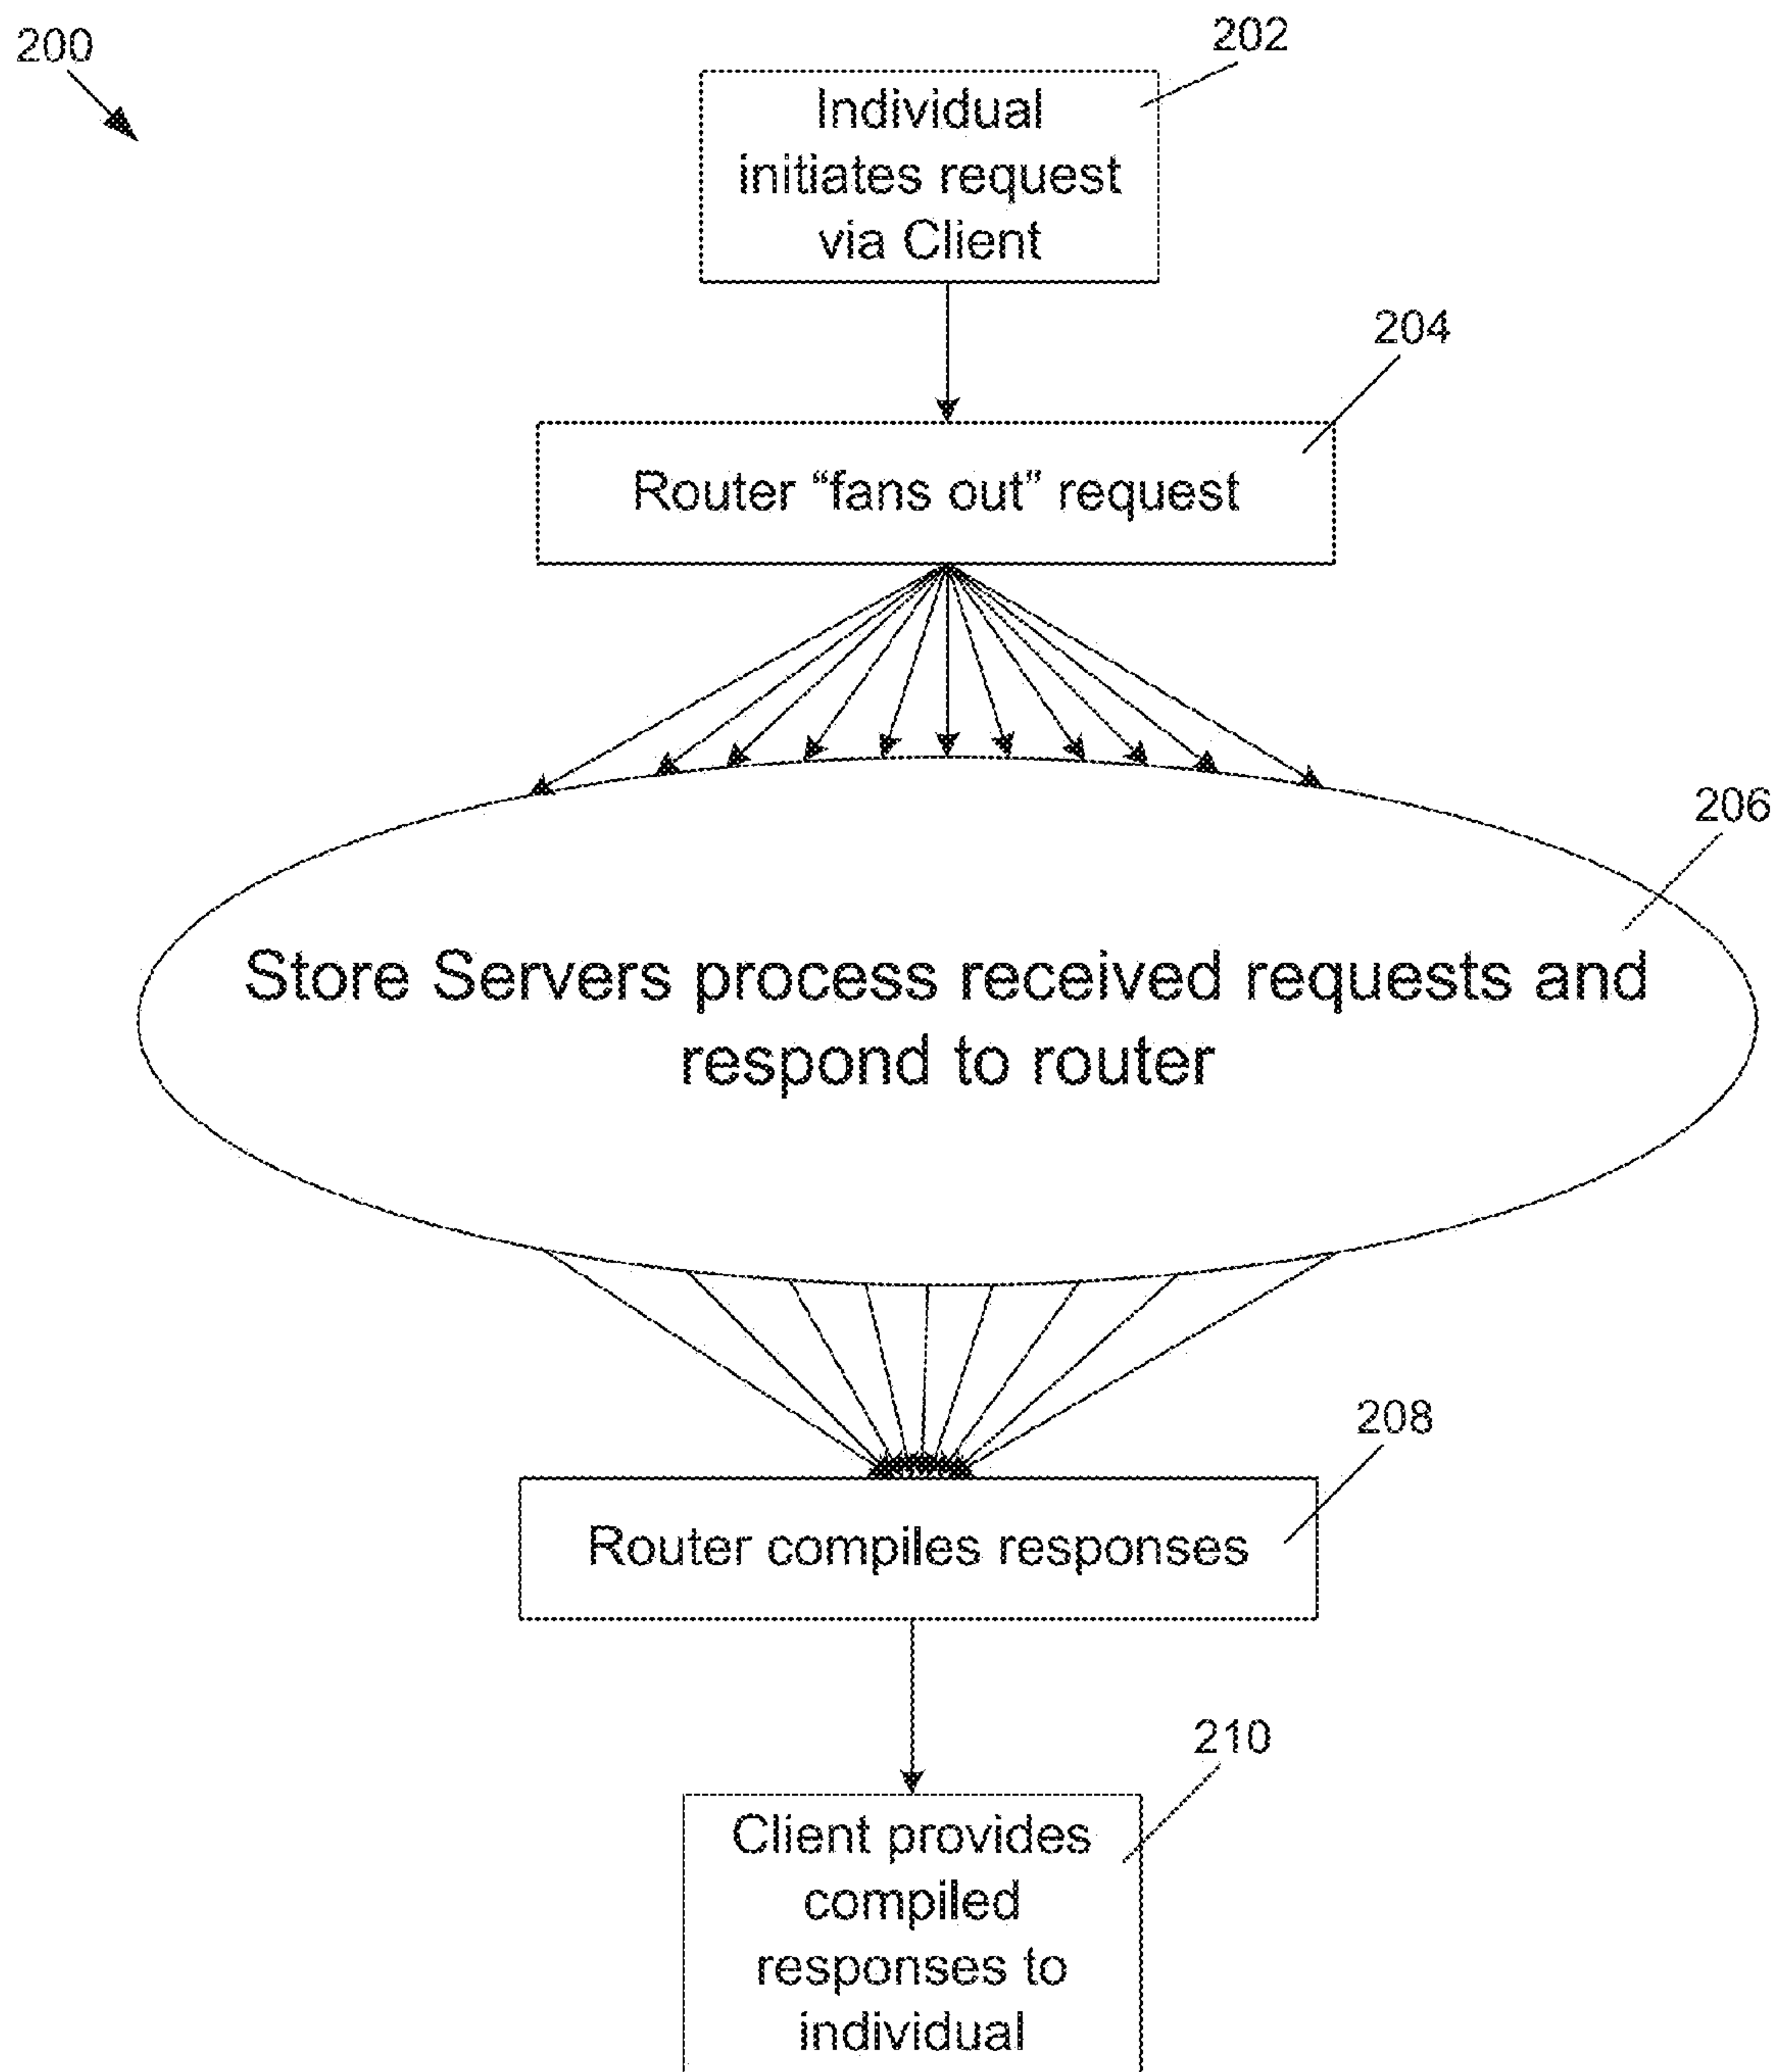 200
202
Individual
initiates request
via Client
204
Router “fans out” request
206
Store Servers process received requests and
respond to router
208
Router compiles responses
210
Client provides
compiled
responses to
individual